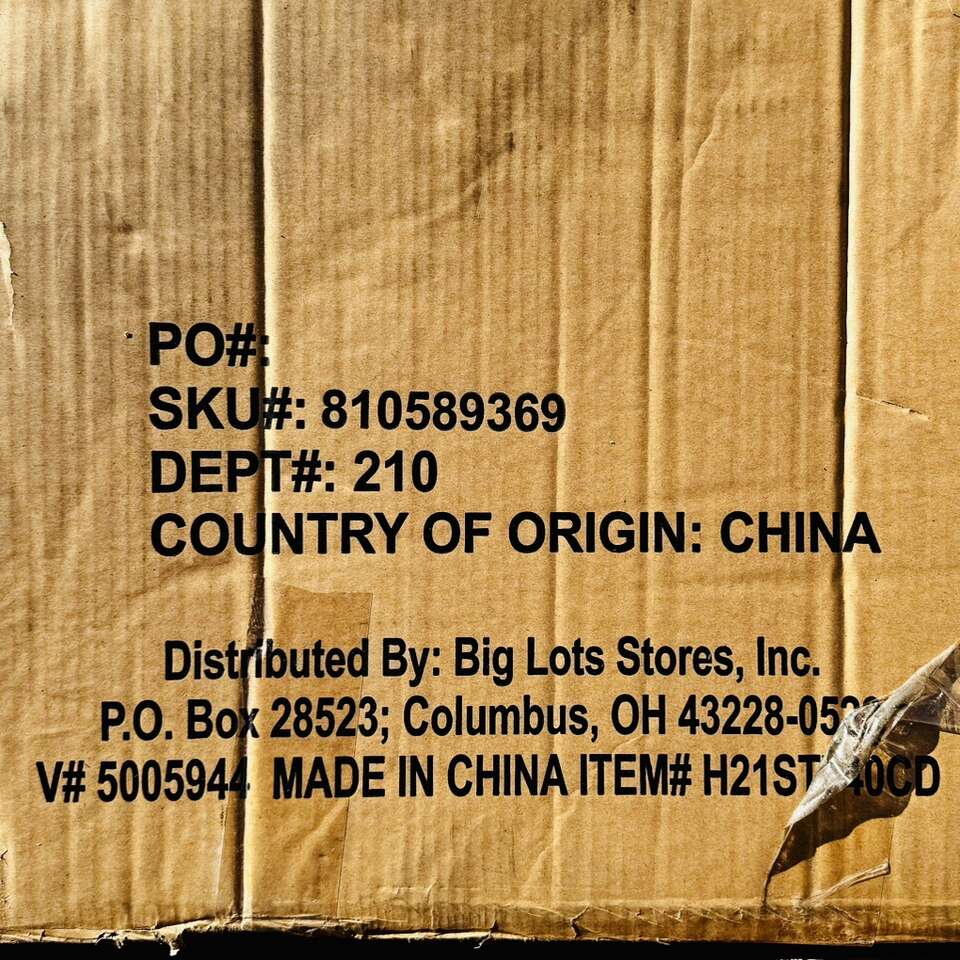 PO#:
SKU#: 810589369
DEPT#: 210
COUNTRY OF ORIGIN: CHINA
Distributed By: Big Lots Stores, Inc.
P.O. Box 28523; Columbus, OH
V# 5005944 MADE IN CHINA ITEM#